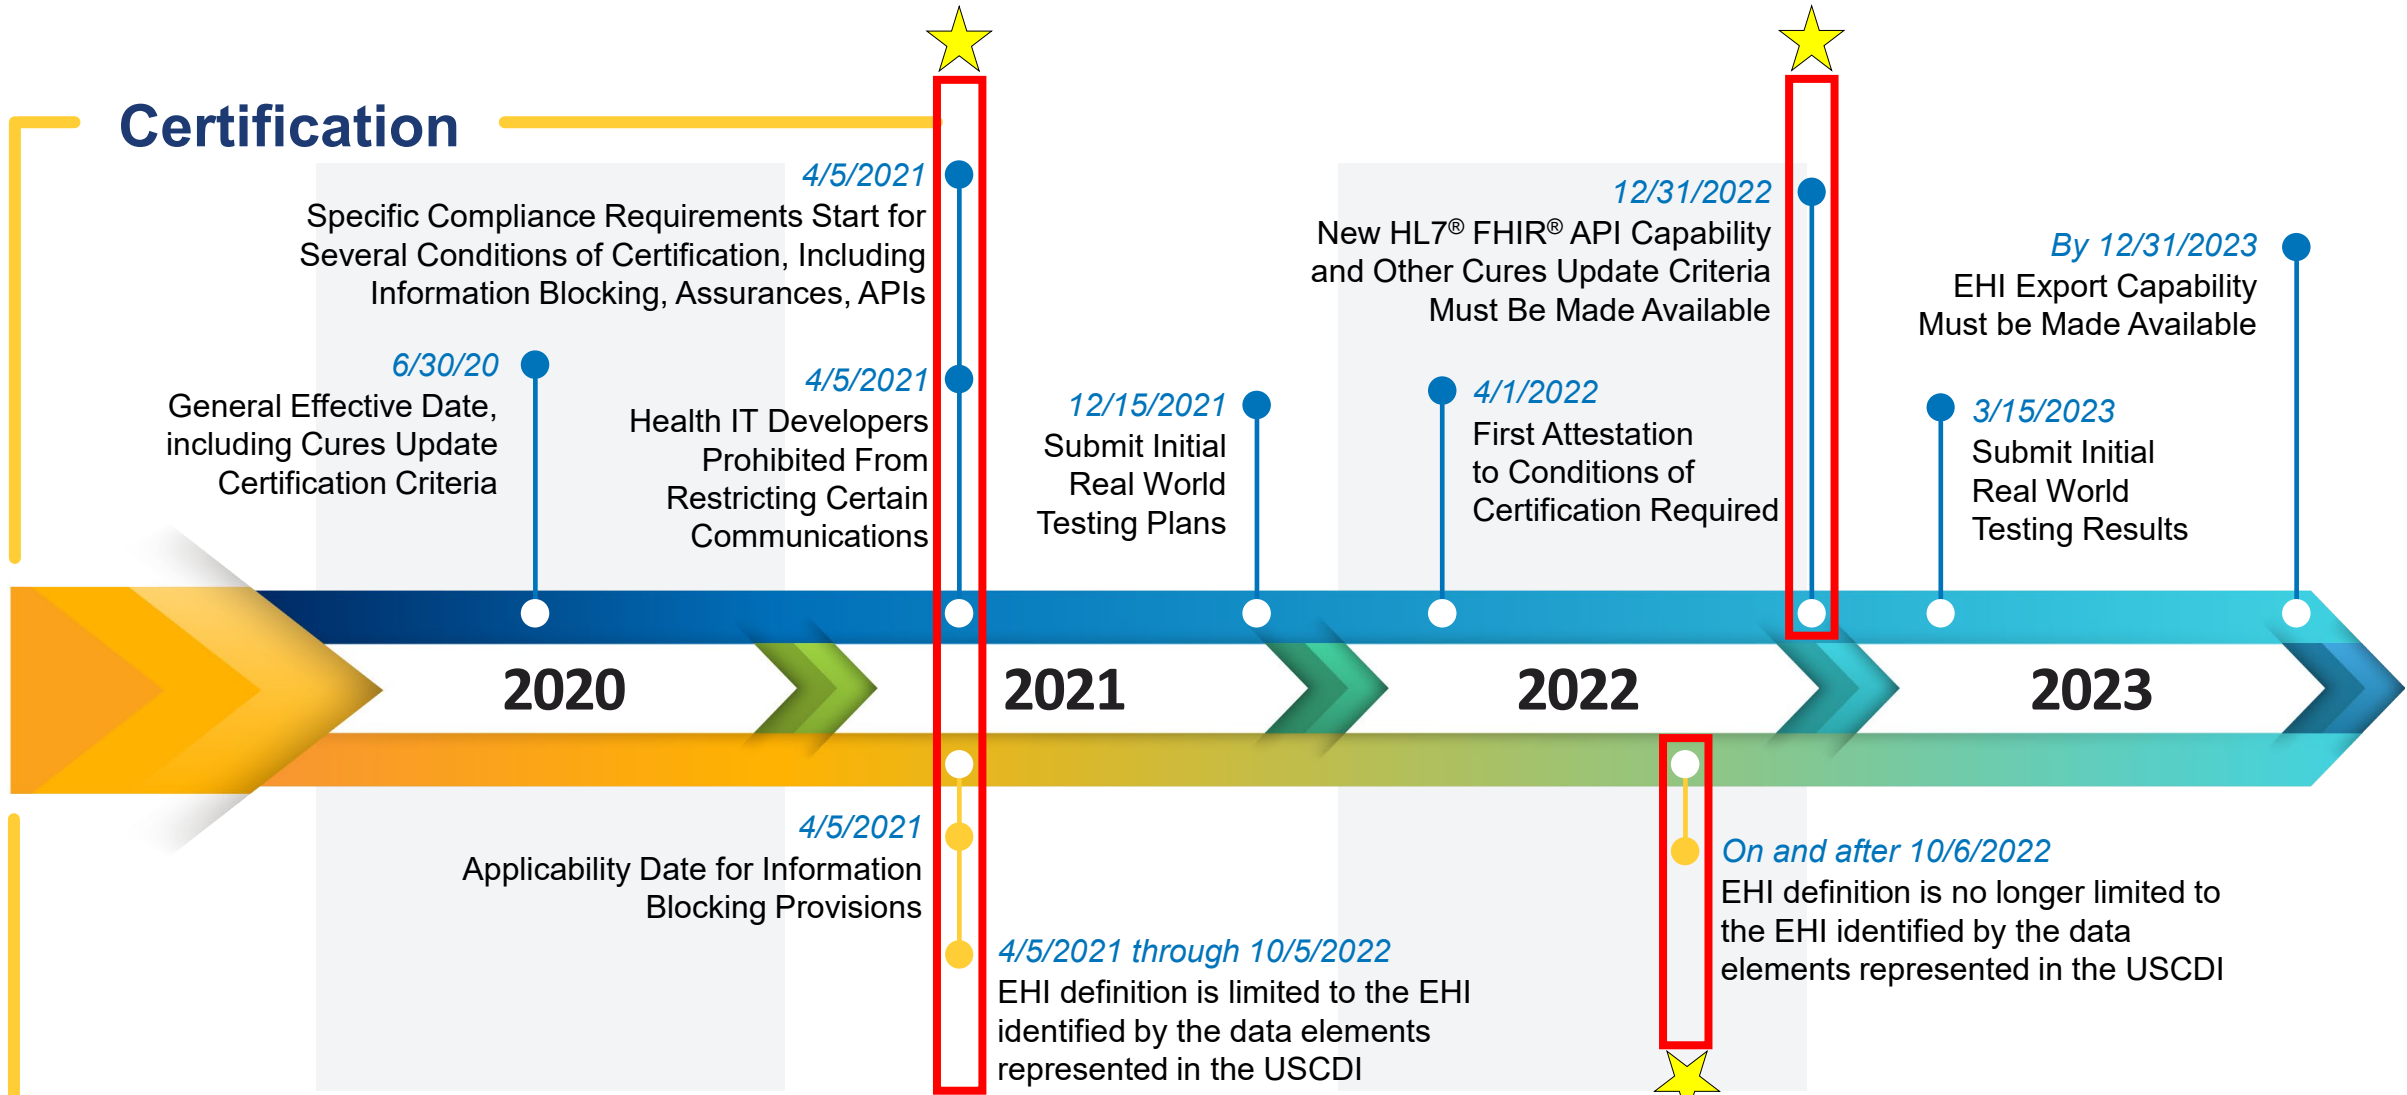 Certification
4/5/2021
Specific Compliance Requirements Start for
Several Conditions of Certification, Including
Information Blocking, Assurances, APIs
12/31/2022
New HL7® FHIR® API Capability
and Other Cures Update Criteria
Must Be Made Available
By 12/31/2023
EHI Export Capability
Must be Made Available
6/30/20
General Effective Date,
including Cures Update
Certification Criteria
4/5/2021
Health IT Developers
Prohibited From
Restricting Certain
Communications
12/15/2021
Submit Initial
Real World
Testing Plans
4/1/2022
First Attestation
to Conditions of
Certification Required
3/15/2023
Submit Initial
Real World
Testing Results
2020
2021
2022
2023
4/5/2021
Applicability Date for Information
Blocking Provisions
4/5/2021 through 10/5/2022
EHI definition is limited to the EHI
identified by the data elements
represented in the USCDI
On and after 10/6/2022
EHI definition is no longer limited to
the EHI identified by the data
elements represented in the USCDI